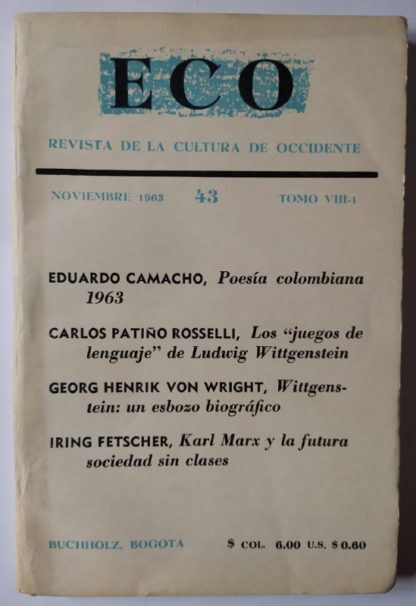 ECO
REVISTA DE LA CULTURA DE OCCIDENTE
NOVIEMBRE 1963 43 TOMO VIII-1
EDUARDO CAMACHO, Poesía colombiana
1963
CARLOS PATIÑO ROSSELLI, Los “juegos de
lenguaje” de Ludwig Wittgenstein
GEORG HENRIK VON WRIGHT, Wittgens-
tein: un esbozo biográfico
IRING FETSCHER, Karl Marx y la futura
sociedad sin clases
BUCHHOLZ, BOGOTA $ COL. 6.00 U.S. $ 0.60